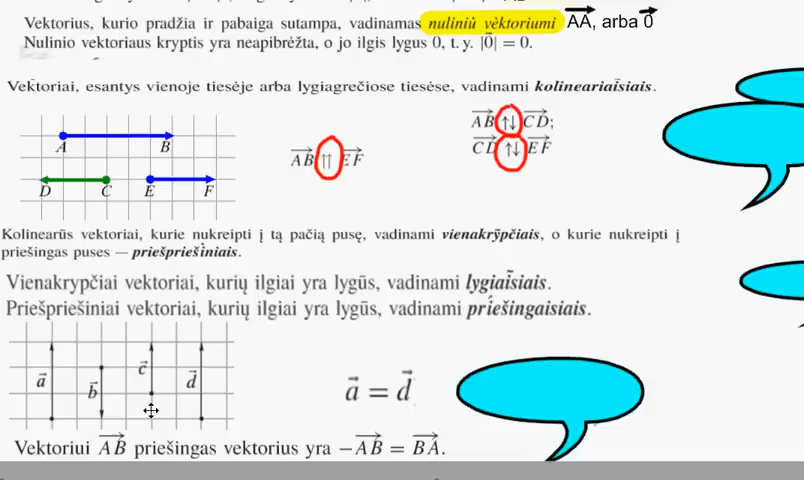 Vektorius, kurio pradžia ir pabaiga sutampa, vadinamas nuliniù vèktoriumi AA, arba 0
Nulinio vektoriaus kryptis yra neapibrėžta, o jo ilgis lygus 0, t. y. |0⃗| = 0.
Vektoriai, esantys vienoje tiesėje arba lygiagrečiose tiesėse, vadinami kolineariaĩsiais.
A B
D C E F
AB ⇈ EF
AB ↑↓ CD;
CD ↑↓ EF
Kolinearūs vektoriai, kurie nukreipti į tą pačią pusę, vadinami vienakrỹpčiais, o kurie nukreipti į
priešingas puses — priešpriešiniais.
Vienakrypčiai vektoriai, kurių ilgiai yra lygūs, vadinami lygiaĩsiais.
Priešpriešiniai vektoriai, kurių ilgiai yra lygūs, vadinami príešingaisiais.
a⃗ b⃗ c⃗ d⃗
a⃗ = d⃗
Vektoriui AB priešingas vektorius yra −AB = BA.